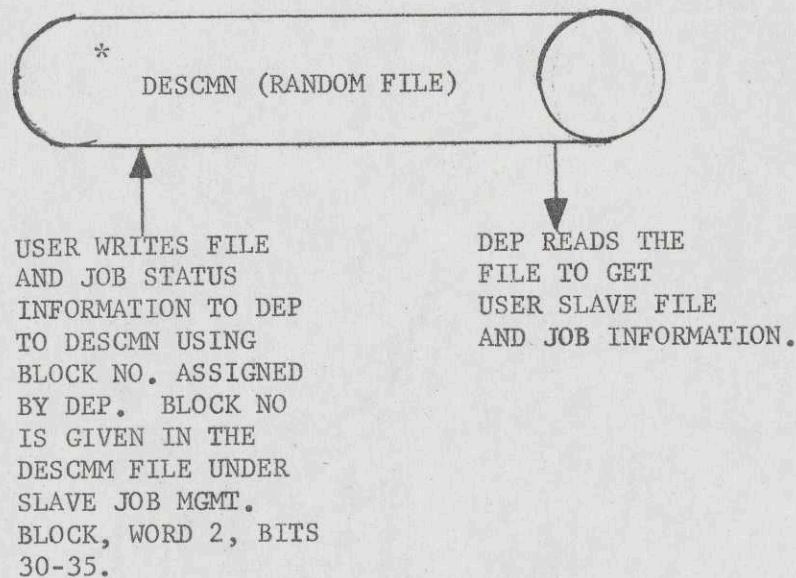 *
DESCMN (RANDOM FILE)
USER WRITES FILE
AND JOB STATUS
INFORMATION TO DEP
TO DESCMN USING
BLOCK NO. ASSIGNED
BY DEP. BLOCK NO
IS GIVEN IN THE
DESCMM FILE UNDER
SLAVE JOB MGMT.
BLOCK, WORD 2, BITS
30-35.
DEP READS THE
FILE TO GET
USER SLAVE FILE
AND JOB INFORMATION.